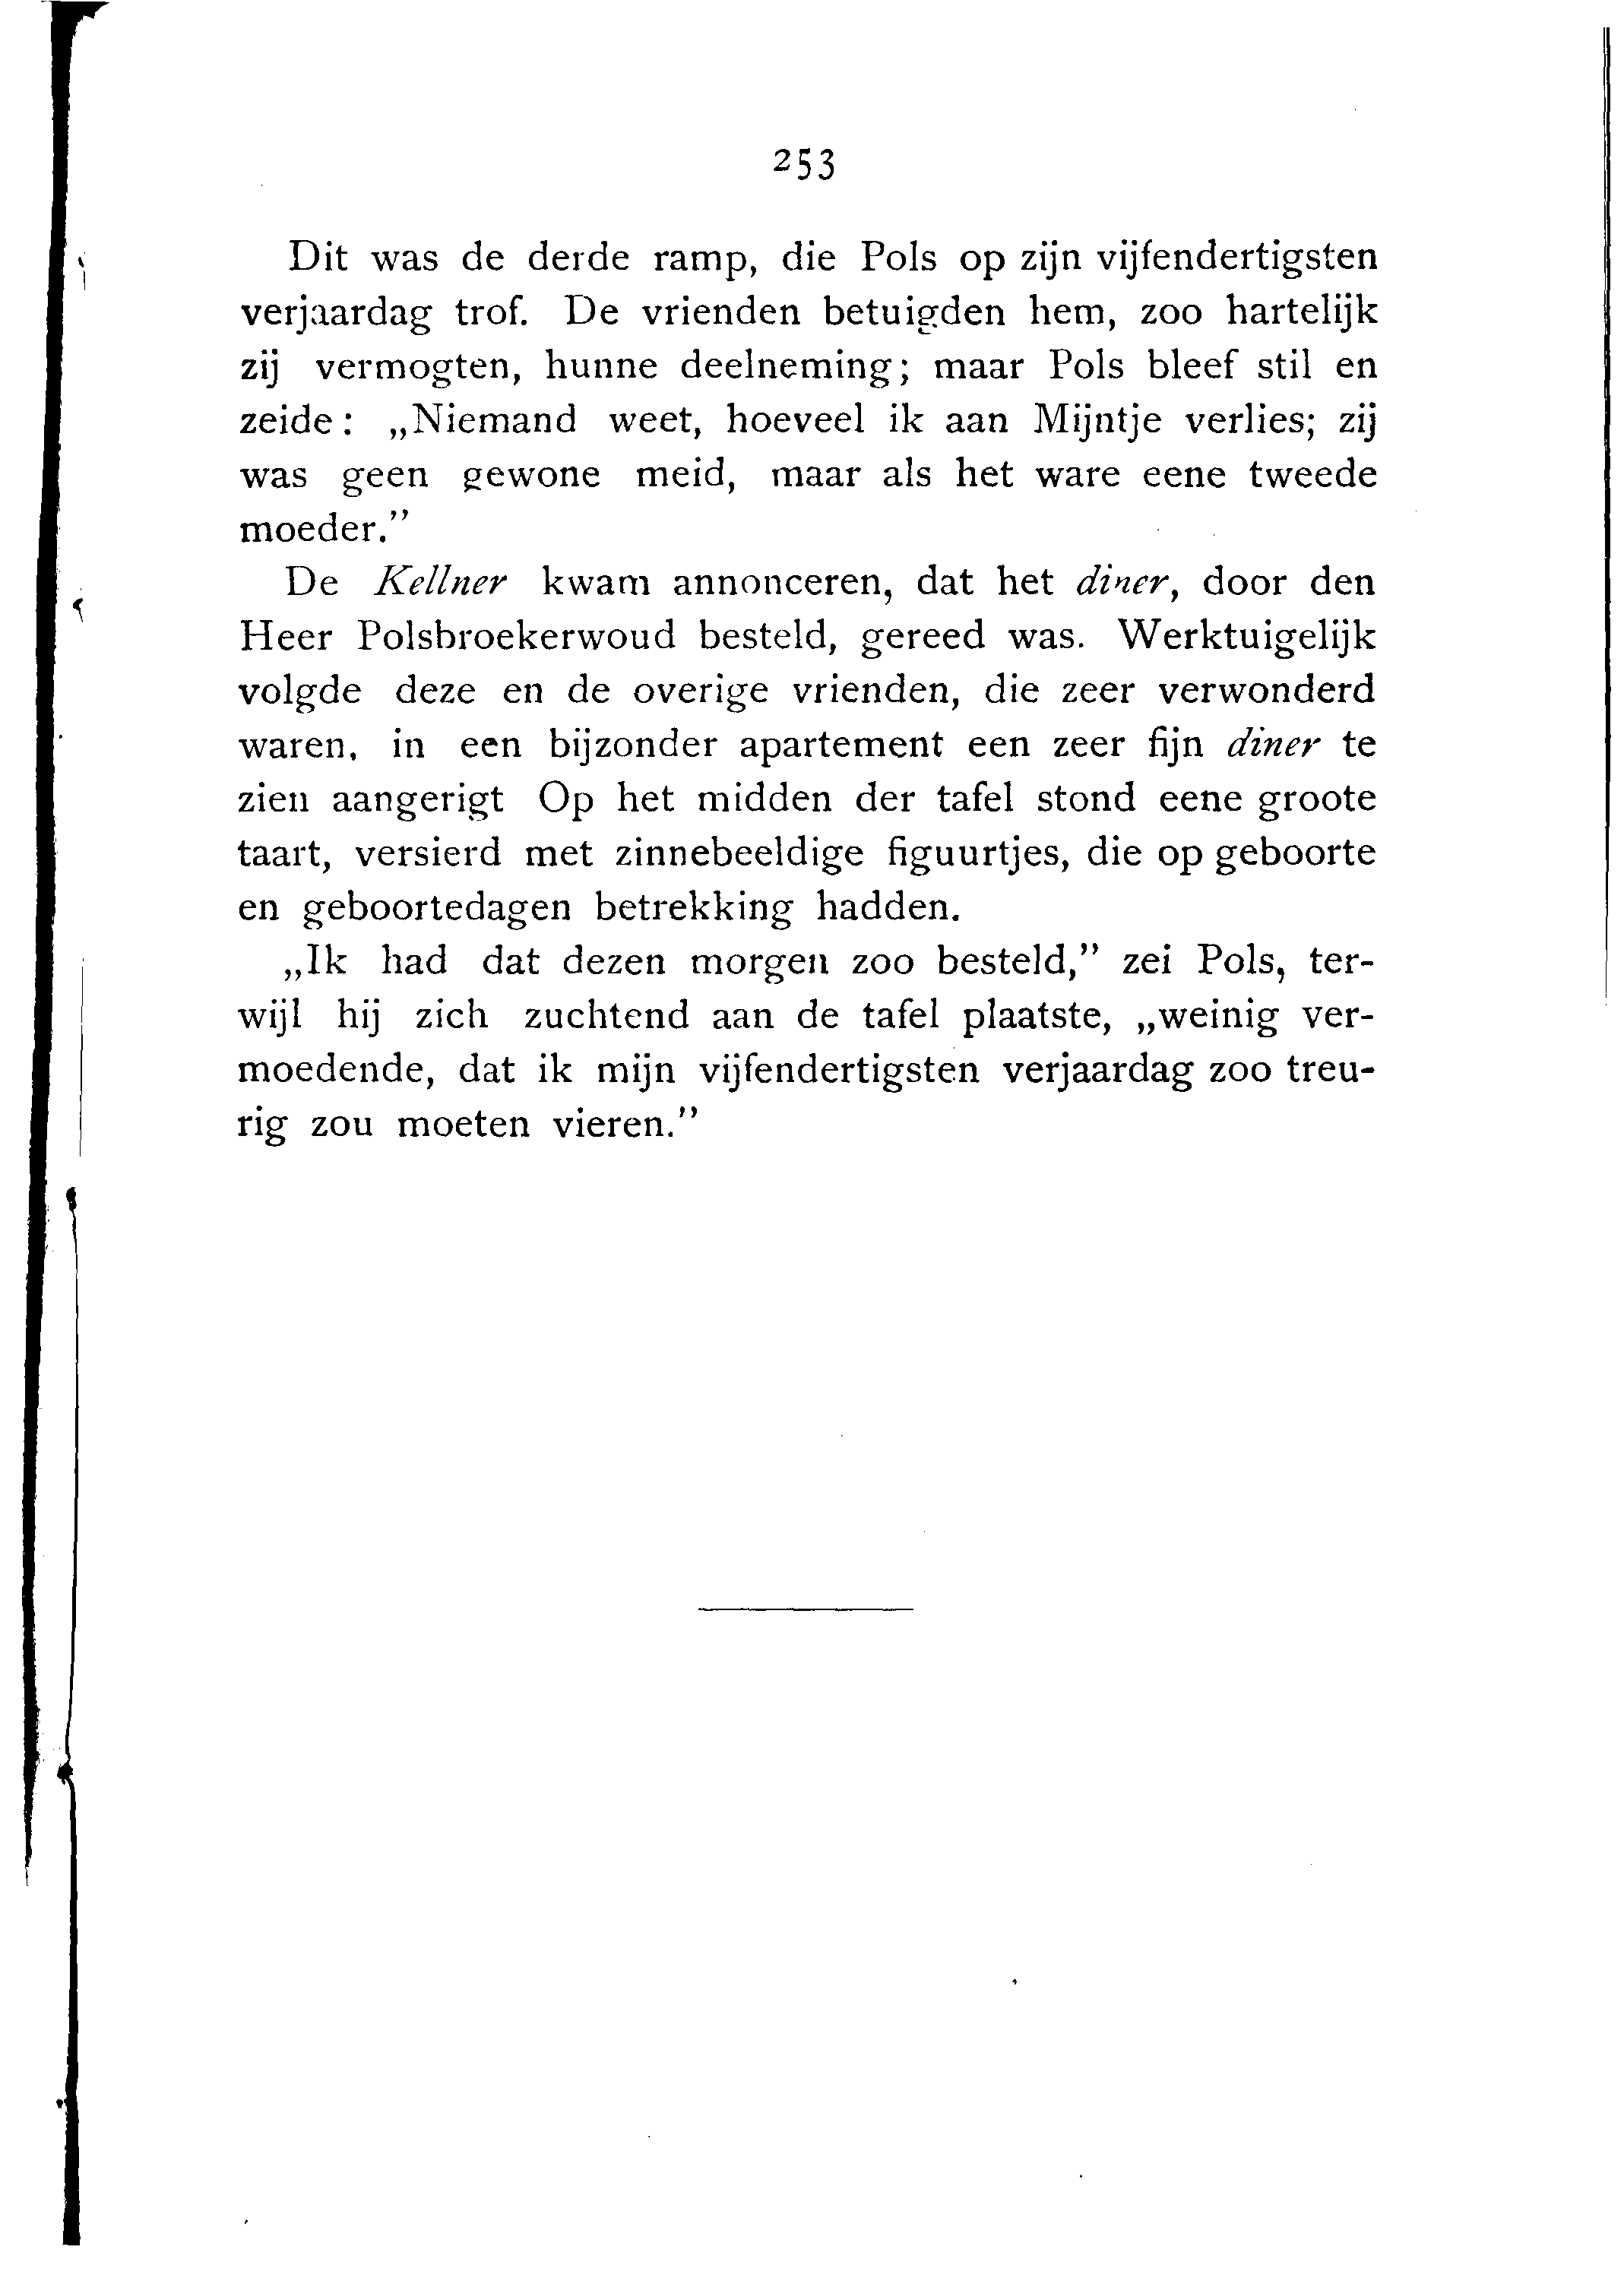 253
Dit was de derde ramp, die Pols op zijn vijfendertigsten
verjaardag trof. De vrienden betuigden hem, zoo hartelijk
zij vermogten, hunne deelneming; maar Pols bleef stil en
zeide: „Niemand weet, hoeveel ik aan Mijntje verlies; zij
was geen gewone meid, maar als het ware eene tweede
moeder.”
De Kellner kwam annonceren, dat het diner, door den
Heer Polsbroekerwoud besteld, gereed was. Werktuigelijk
volgde deze en de overige vrienden, die zeer verwonderd
waren, in een bijzonder apartement een zeer fijn diner te
zien aangerigt Op het midden der tafel stond eene groote
taart, versierd met zinnebeeldige figuurtjes, die op geboorte
en geboortedagen betrekking hadden.
„Ik had dat dezen morgen zoo besteld,” zei Pols, ter-
wijl hij zich zuchtend aan de tafel plaatste, „weinig ver-
moedende, dat ik mijn vijfendertigsten verjaardag zoo treu-
rig zou moeten vieren.”